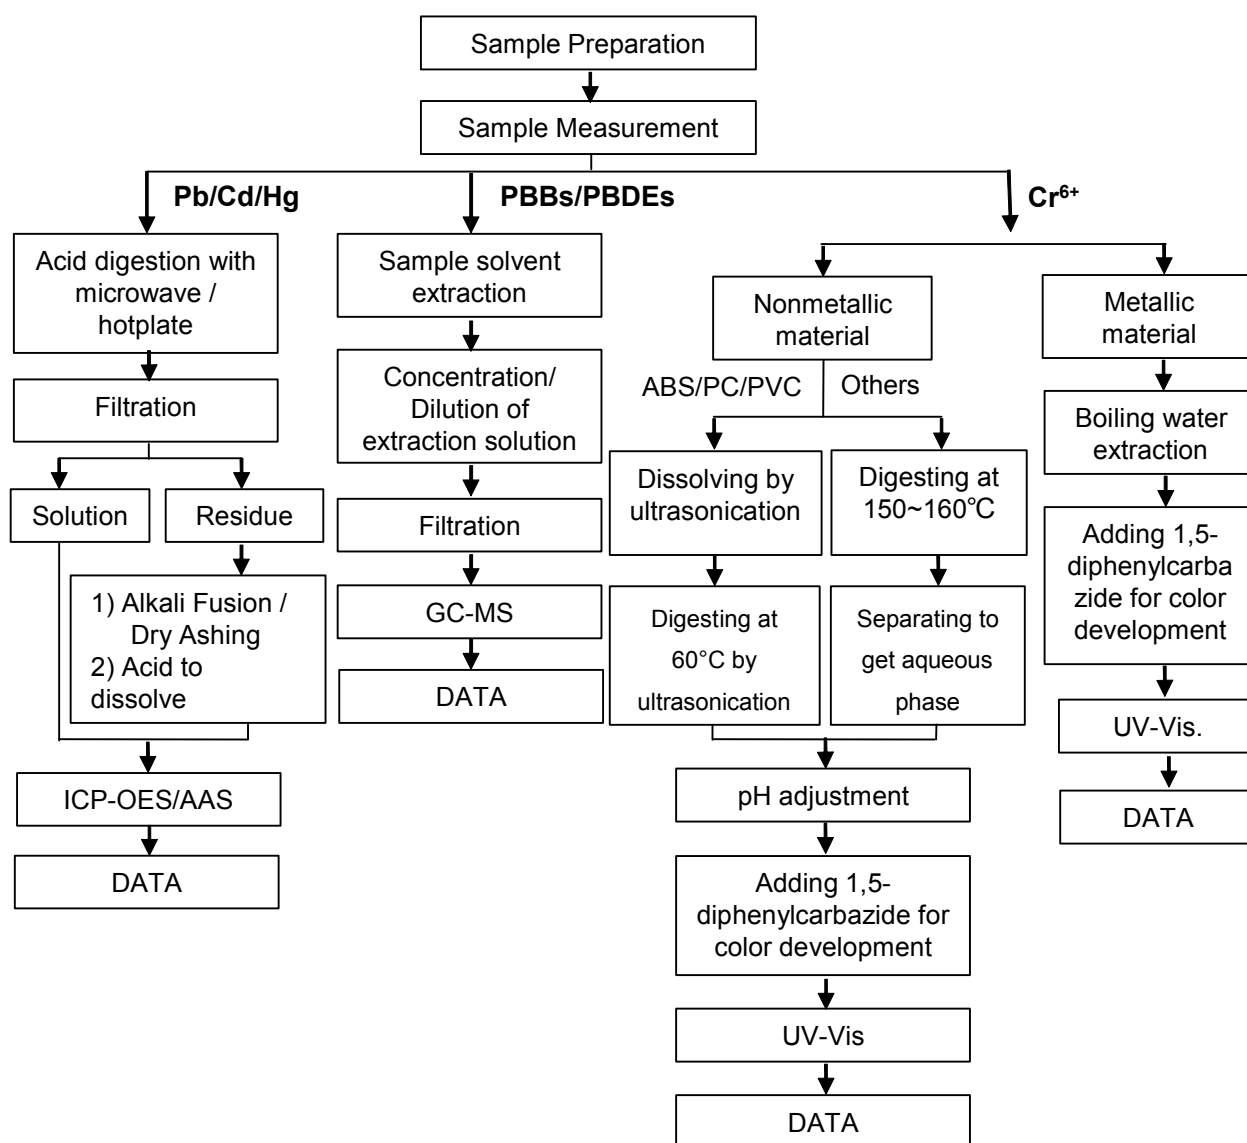 Sample Preparation
Sample Measurement
Pb/Cd/Hg
PBBs/PBDEs
Cr⁶⁺
Acid digestion with
microwave /
hotplate
Filtration
Solution
Residue
1) Alkali Fusion /
Dry Ashing
2) Acid to
dissolve
ICP-OES/AAS
DATA
Sample solvent
extraction
Concentration/
Dilution of
extraction solution
Filtration
GC-MS
DATA
Nonmetallic
material
ABS/PC/PVC
Others
Dissolving by
ultrasonication
Digesting at
60°C by
ultrasonication
Digesting at
150~160℃
Separating to
get aqueous
phase
pH adjustment
Adding 1,5-
diphenylcarbazide for
color development
UV-Vis
DATA
Metallic
material
Boiling water
extraction
Adding 1,5-
diphenylcarba
zide for color
development
UV-Vis.
DATA